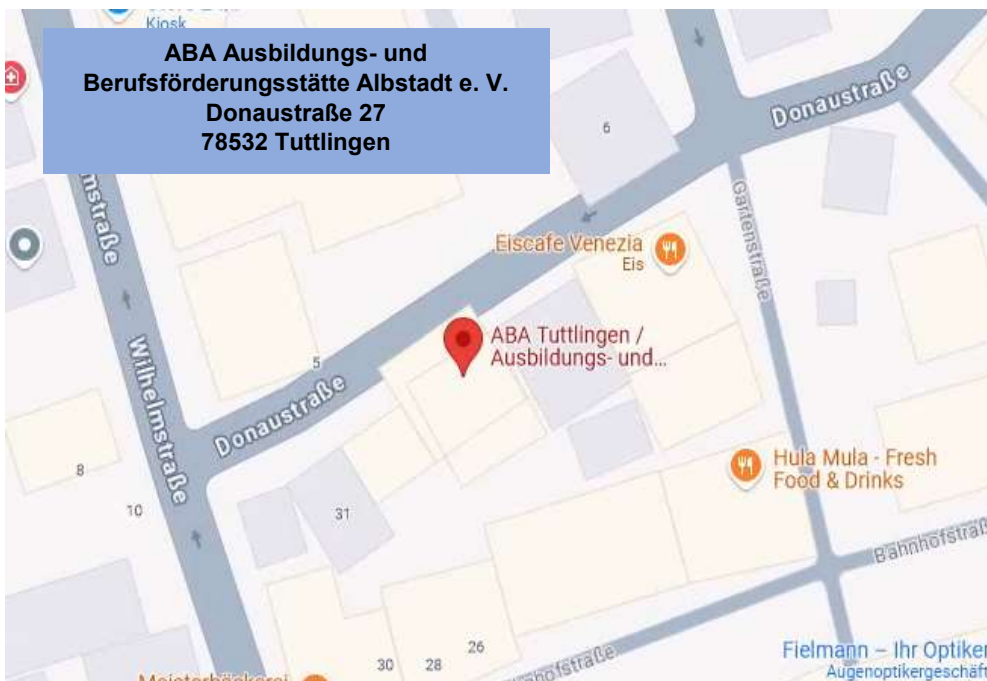 Kiosk
ABA Ausbildungs- und
Berufsförderungsstätte Albstadt e. V.
Donaustraße 27
78532 Tuttlingen
Donaustraße
6
Gartenstraße
Eiscafe Venezia
Eis
ABA Tuttlingen /
Ausbildungs- und...
Wilhelmstraße
5
Donaustraße
8
10
31
Hula Mula - Fresh
Food & Drinks
26
28
30
Fielmann – Ihr Optiker
Augenoptikergeschäft